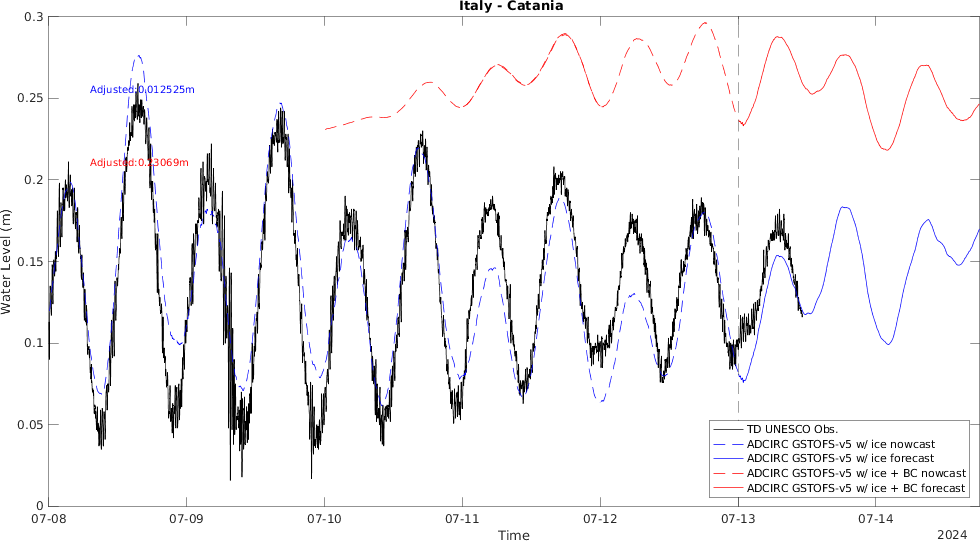 Italy - Catania
0.3
0.25
0.2
0.15
0.1
0.05
0
Water Level (m)
Adjusted:0.012525m
Adjusted:0.23069m
TD UNESCO Obs.
ADCIRC GSTOFS-v5 w/ ice nowcast
ADCIRC GSTOFS-v5 w/ ice forecast
ADCIRC GSTOFS-v5 w/ ice + BC nowcast
ADCIRC GSTOFS-v5 w/ ice + BC forecast
07-08 07-09 07-10 07-11 07-12 07-13 07-14
Time
2024